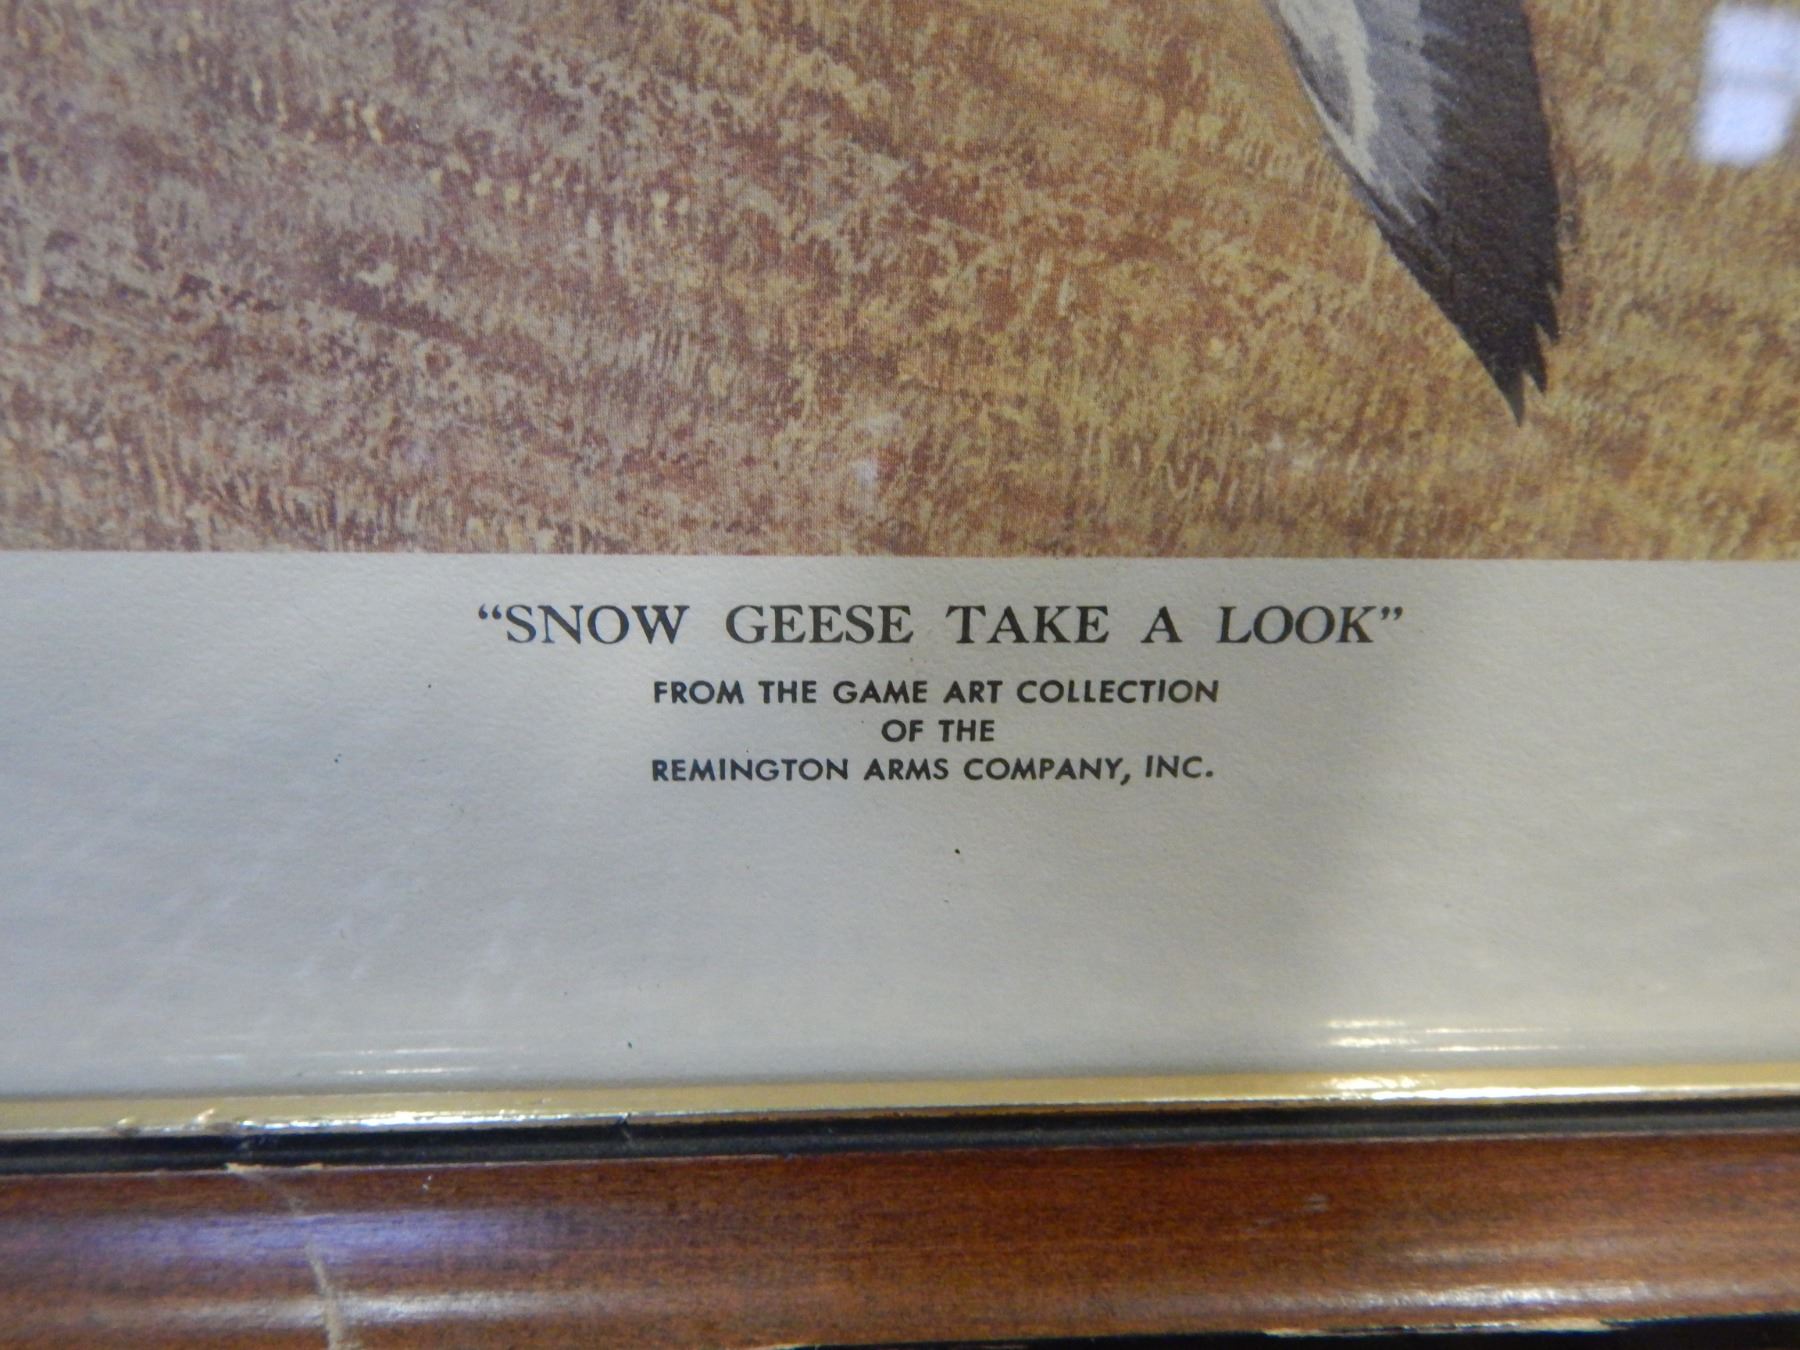 “SNOW GEESE TAKE A LOOK”
FROM THE GAME ART COLLECTION
OF THE
REMINGTON ARMS COMPANY, INC.